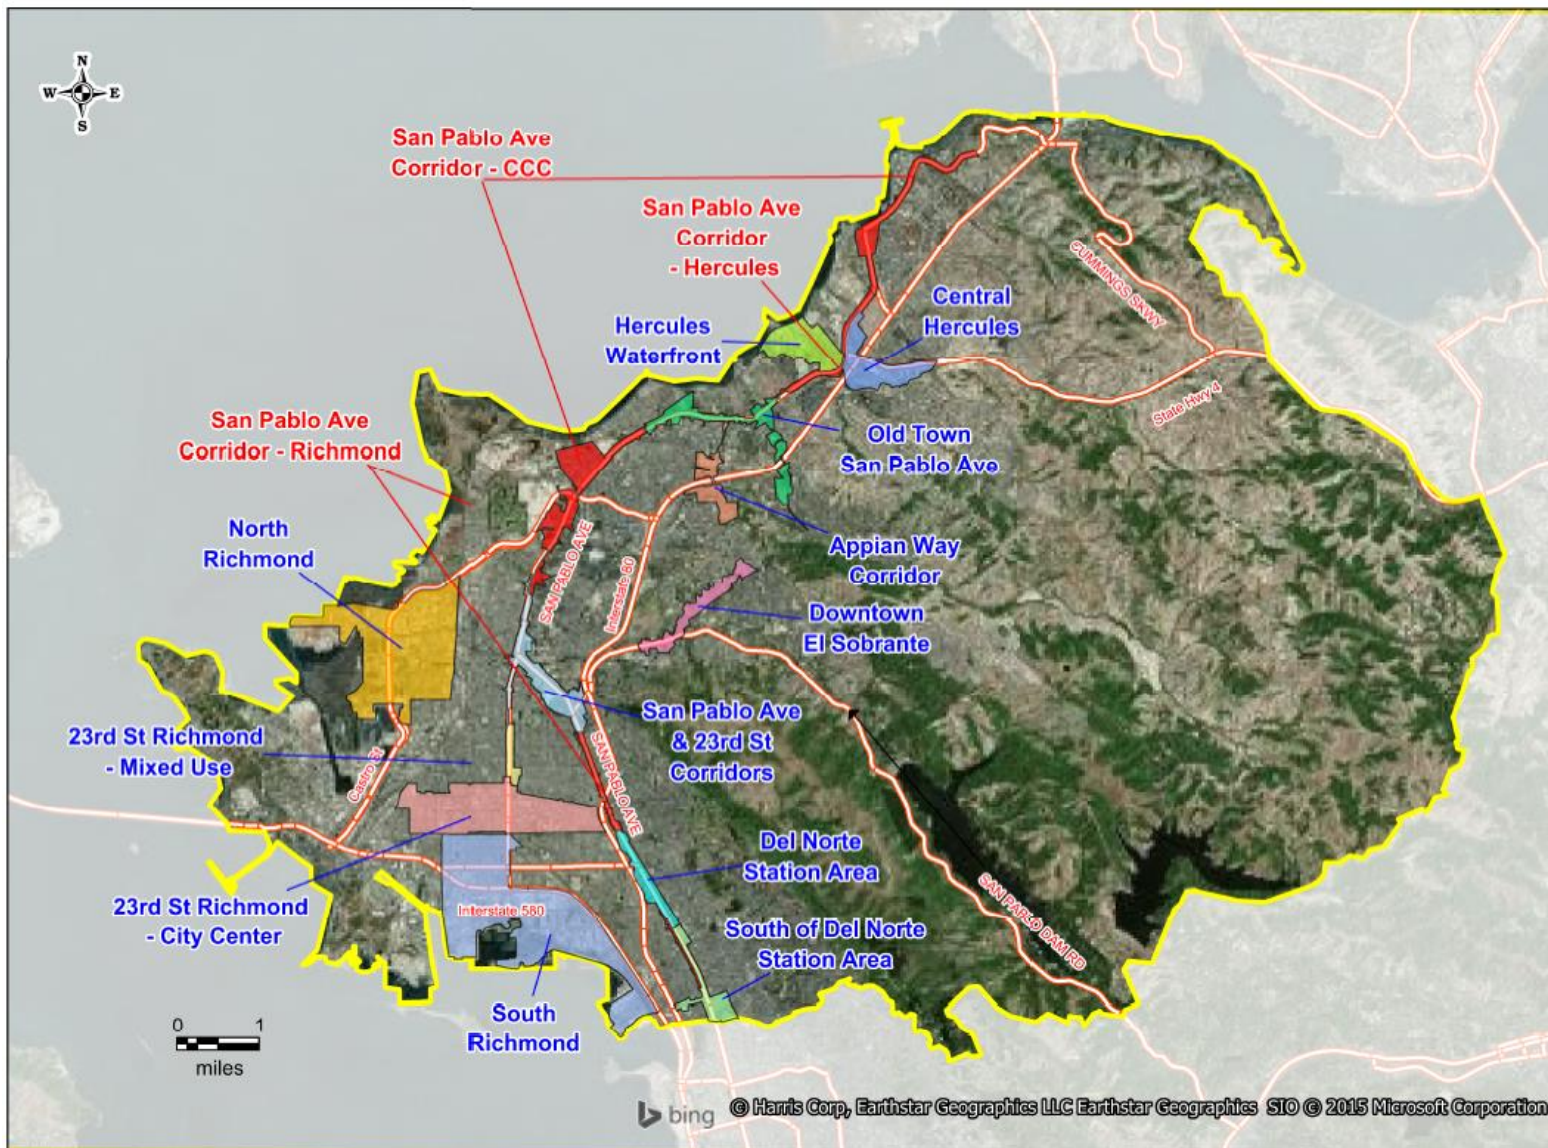 N
W E
S
San Pablo Ave
Corridor - CCC
San Pablo Ave
Corridor
- Hercules
Central
Hercules
CUMMINGS SKWY
Hercules
Waterfront
State Hwy 4
San Pablo Ave
Corridor - Richmond
Old Town
San Pablo Ave
North
Richmond
SAN PABLO AVE
Interstate 80
Appian Way
Corridor
Downtown
El Sobrante
San Pablo Ave
& 23rd St
Corridors
23rd St Richmond
- Mixed Use
Castro St
SAN PABLO AVE
Del Norte
Station Area
23rd St Richmond
- City Center
Interstate 580
South of Del Norte
Station Area
SAN PABLO DAM RD
South
Richmond
0 1
miles
bing
© Harris Corp, Earthstar Geographics LLC Earthstar Geographics SIO © 2015 Microsoft Corporation